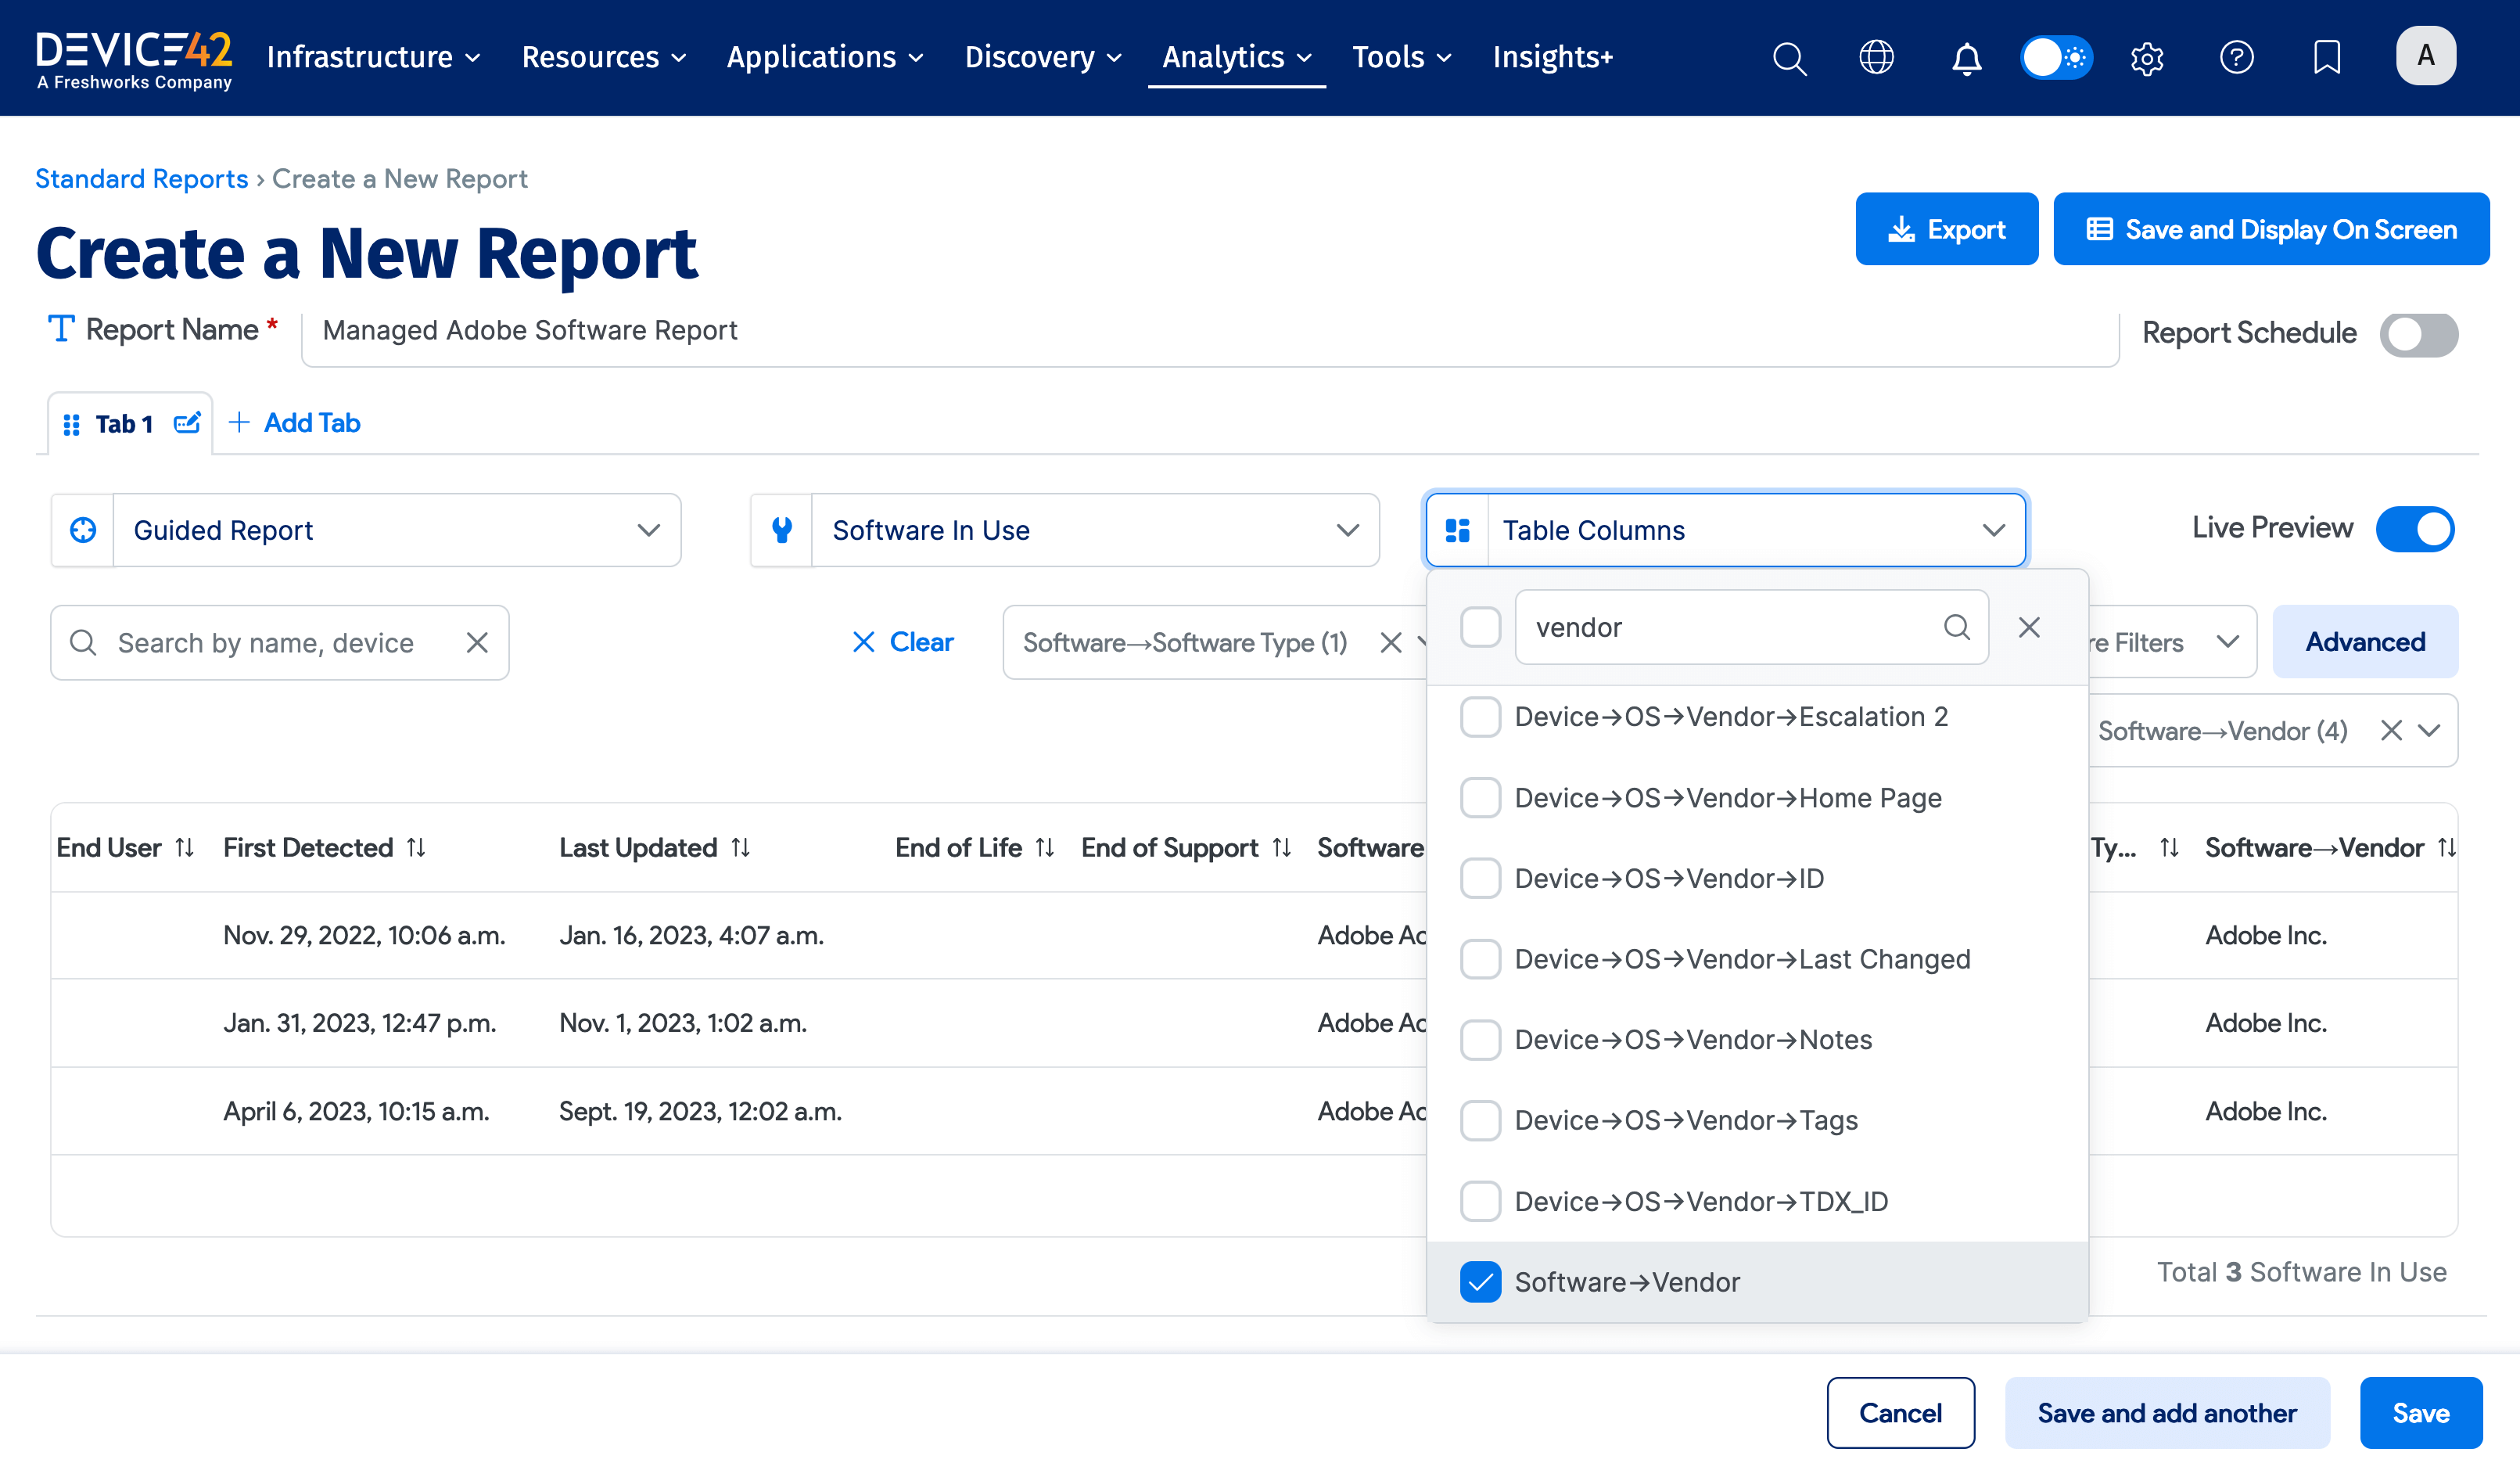 DEVICE42
A Freshworks Company
Infrastructure
Resources
Applications
Discovery
Analytics
Tools
Insights+
A
Standard Reports › Create a New Report
Create a New Report
Export
Save and Display On Screen
Report Name *
Managed Adobe Software Report
Report Schedule
Tab 1
Add Tab
Guided Report
Software In Use
Table Columns
Live Preview
Search by name, device
Clear
Software→Software Type (1)
vendor
re Filters
Advanced
Software→Vendor (4)
Device→OS→Vendor→Escalation 2
Device→OS→Vendor→Home Page
Device→OS→Vendor→ID
Device→OS→Vendor→Last Changed
Device→OS→Vendor→Notes
Device→OS→Vendor→Tags
Device→OS→Vendor→TDX_ID
Software→Vendor
End User First Detected Last Updated End of Life End of Support Software Ty... Software→Vendor
Nov. 29, 2022, 10:06 a.m. Jan. 16, 2023, 4:07 a.m. Adobe Ac Adobe Inc.
Jan. 31, 2023, 12:47 p.m. Nov. 1, 2023, 1:02 a.m. Adobe Ac Adobe Inc.
April 6, 2023, 10:15 a.m. Sept. 19, 2023, 12:02 a.m. Adobe Ac Adobe Inc.
Total 3 Software In Use
Cancel
Save and add another
Save